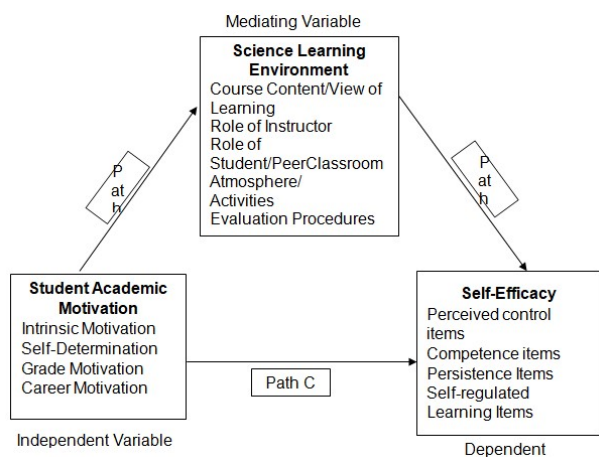 Mediating Variable
Science Learning
Environment
Course Content/View of
Learning
Role of Instructor
Role of
Student/PeerClassroom
Atmosphere/
Activities
Evaluation Procedures
P
at
h
P
at
h
Student Academic
Motivation
Intrinsic Motivation
Self-Determination
Grade Motivation
Career Motivation
Path C
Self-Efficacy
Perceived control
items
Competence items
Persistence Items
Self-regulated
Learning Items
Independent Variable
Dependent